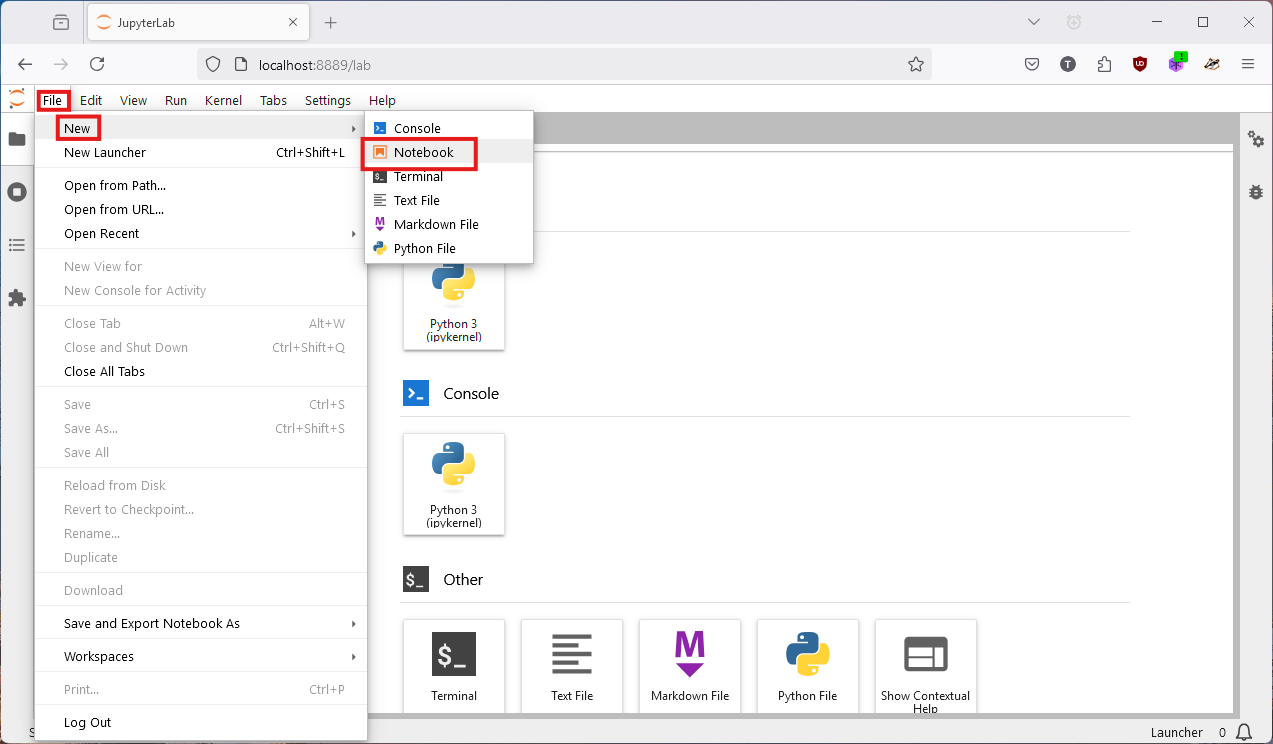 JupyterLab
localhost:8889/lab
T
1
File Edit View Run Kernel Tabs Settings Help
New
New Launcher Ctrl+Shift+L
Open from Path...
Open from URL...
Open Recent
New View for
New Console for Activity
Close Tab Alt+W
Close and Shut Down Ctrl+Shift+Q
Close All Tabs
Save Ctrl+S
Save As... Ctrl+Shift+S
Save All
Reload from Disk
Revert to Checkpoint...
Rename...
Duplicate
Download
Save and Export Notebook As
Workspaces
Print... Ctrl+P
Log Out
Console
Notebook
Terminal
Text File
Markdown File
Python File
Python 3
(ipykernel)
Console
Python 3
(ipykernel)
$_ Other
$_
Terminal
Text File
M
Markdown File
Python File
Show Contextual
Help
Launcher 0